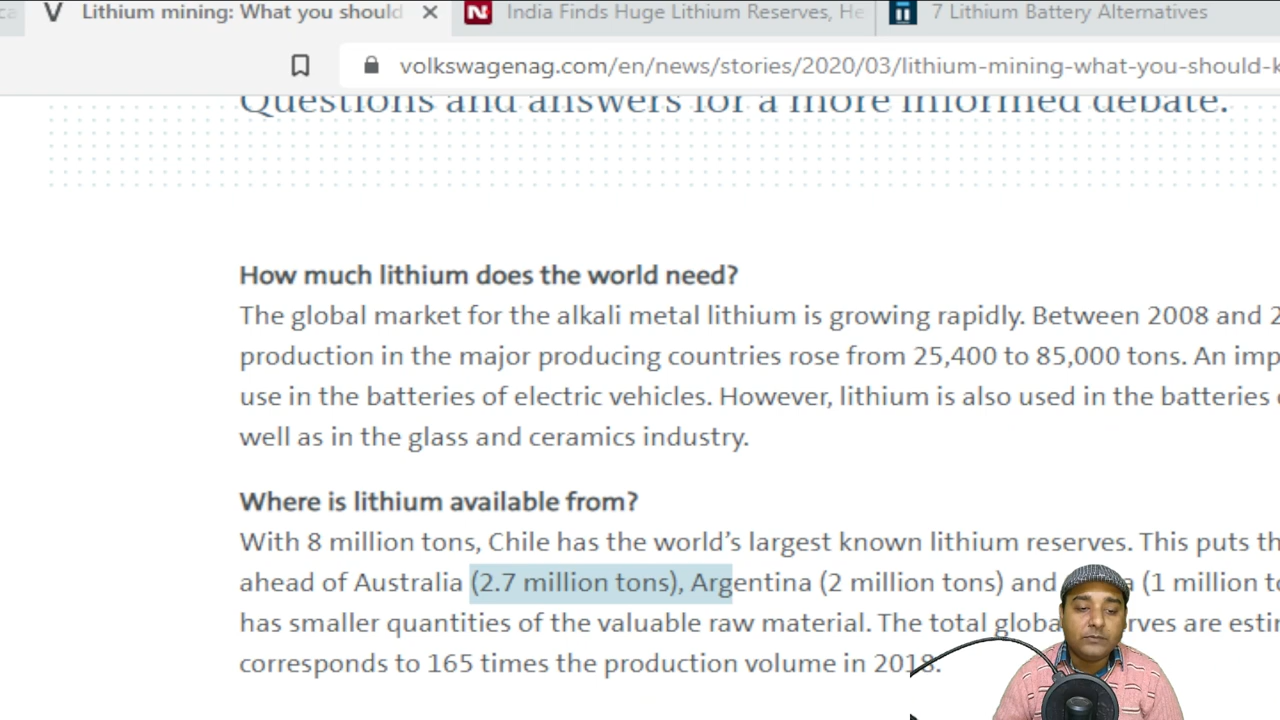 Lithium mining: What you should
India Finds Huge Lithium Reserves, He
7 Lithium Battery Alternatives
volkswagenag.com/en/news/stories/2020/03/lithium-mining-what-you-should-k
Questions and answers for a more informed debate.
How much lithium does the world need?
The global market for the alkali metal lithium is growing rapidly. Between 2008 and 2
production in the major producing countries rose from 25,400 to 85,000 tons. An imp
use in the batteries of electric vehicles. However, lithium is also used in the batteries
well as in the glass and ceramics industry.
Where is lithium available from?
With 8 million tons, Chile has the world's largest known lithium reserves. This puts th
ahead of Australia (2.7 million tons), Argentina (2 million tons) and (1 million to
has smaller quantities of the valuable raw material. The total are esti
corresponds to 165 times the production volume in 2018.